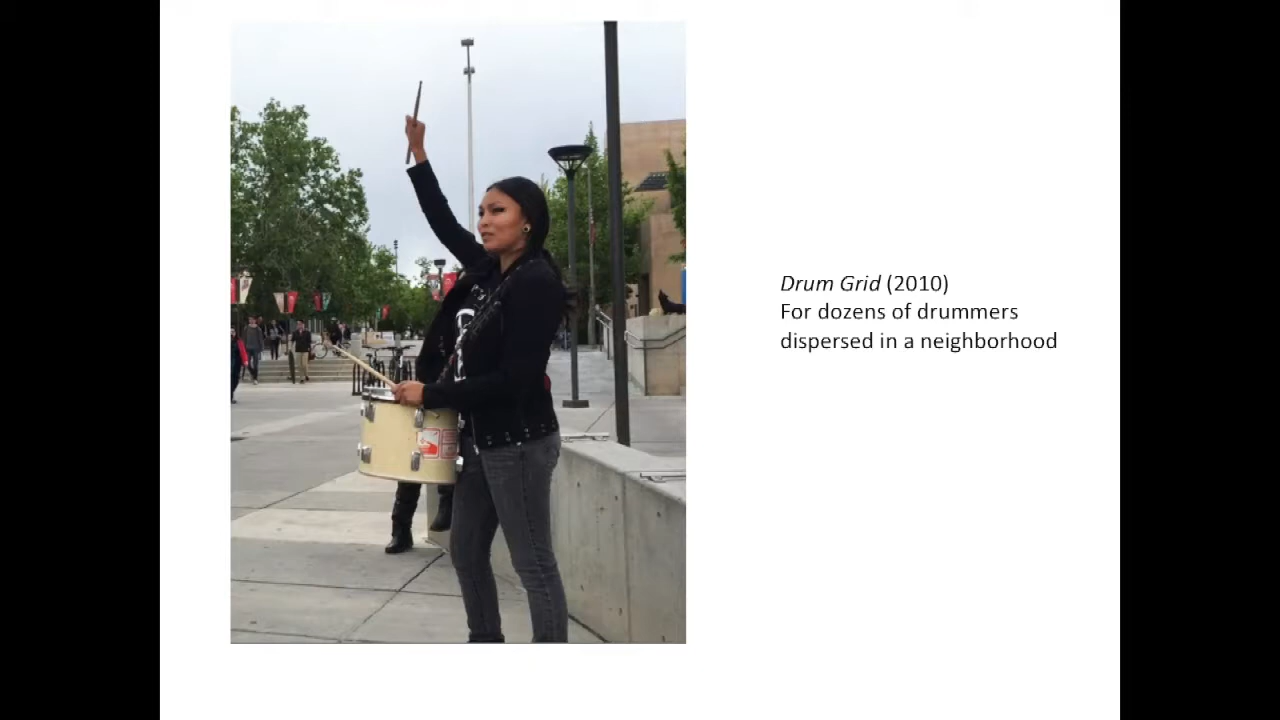 Drum Grid (2010)
For dozens of drummers
dispersed in a neighborhood